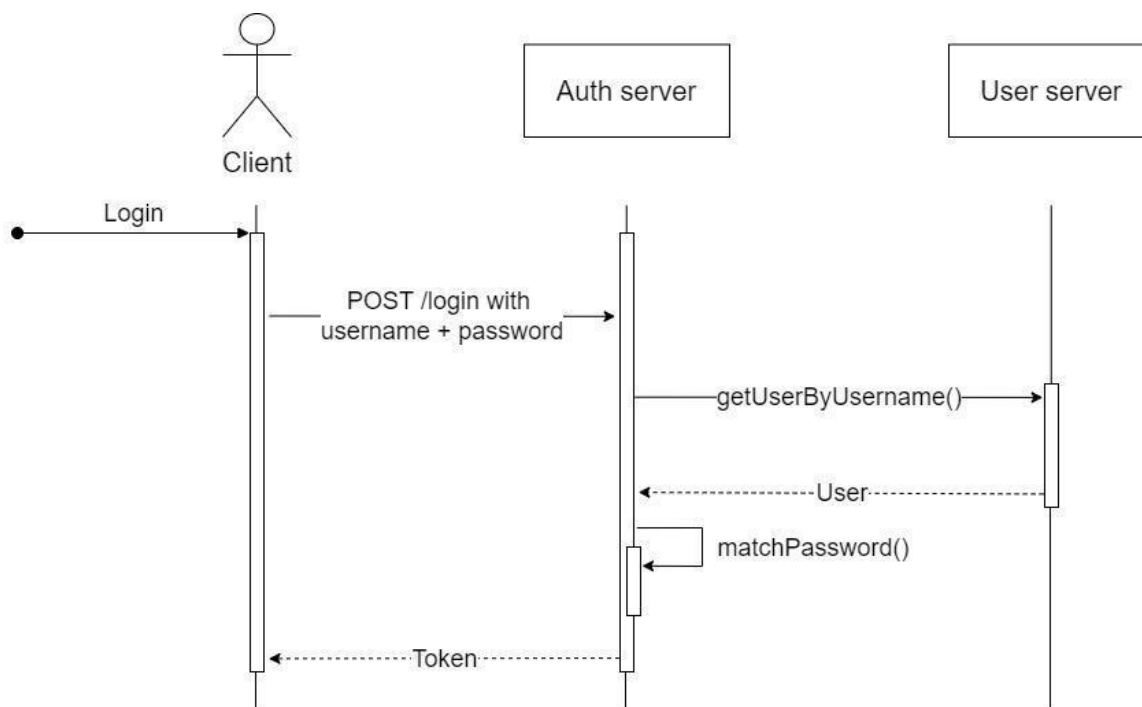 Auth server
User server
Client
Login
POST /login with
username + password
getUserByUsername()
User
matchPassword()
Token